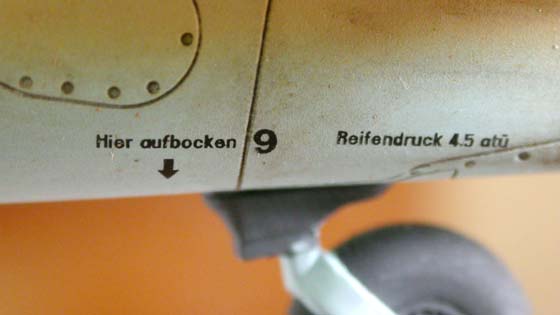 Hier aufbocken 9 Reifendruck 4.5 atü